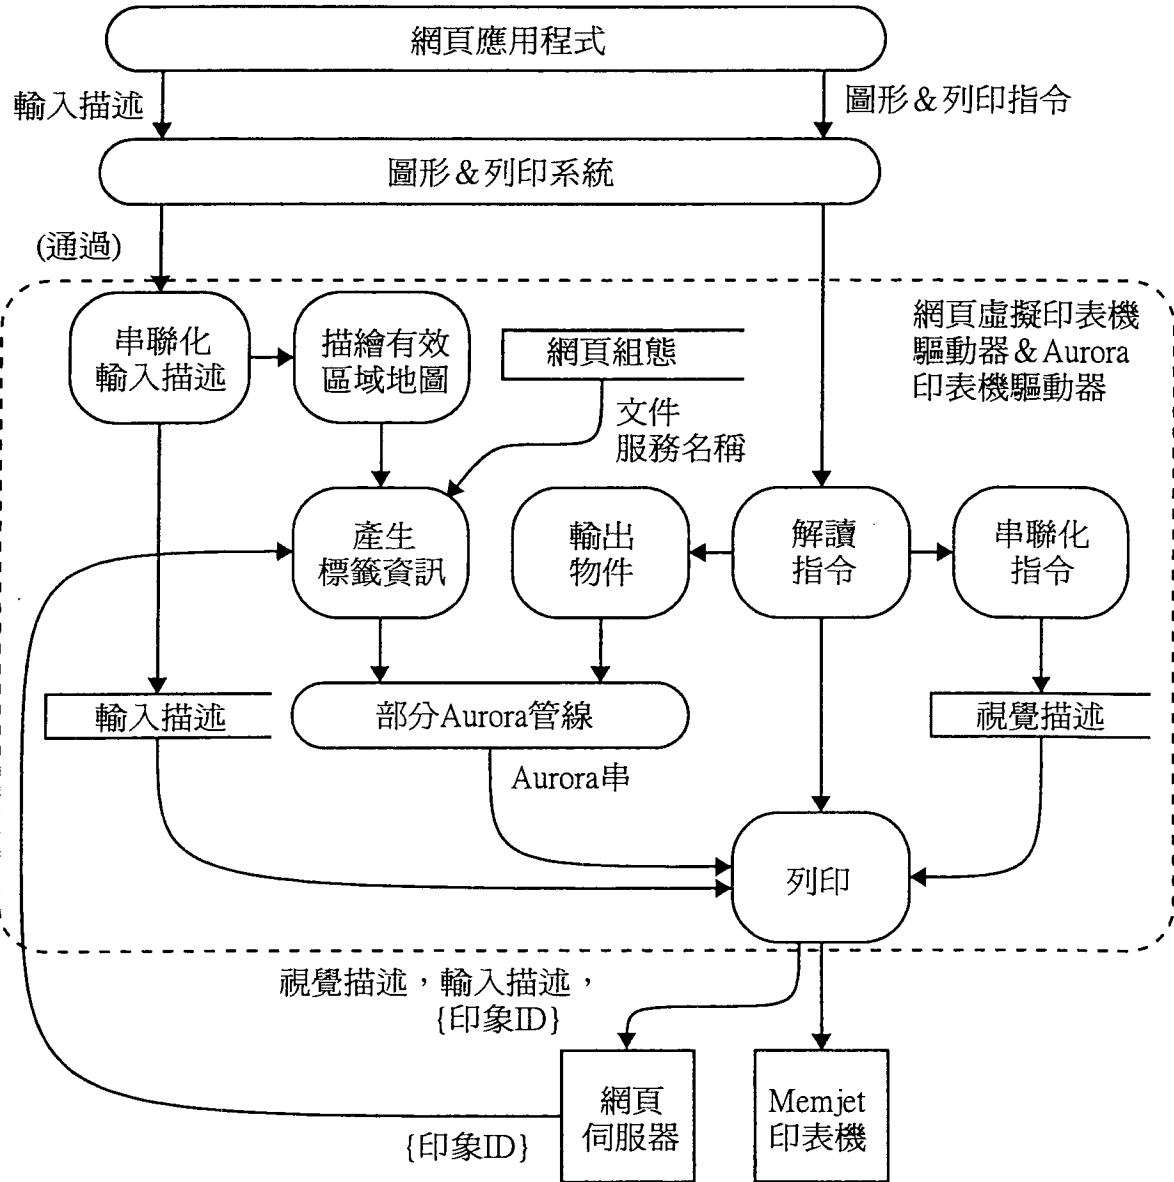 網頁應用程式
輸入描述
圖形&列印指令
圖形&列印系統
(通過)
串聯化
輸入描述
描繪有效
區域地圖
網頁組態
網頁虛擬印表機
驅動器&Aurora
印表機驅動器
文件
服務名稱
產生
標籤資訊
輸出
物件
解讀
指令
串聯化
指令
輸入描述
部分Aurora管線
視覺描述
Aurora串
列印
視覺描述，輸入描述，
{印象ID}
網頁
伺服器
Memjet
印表機
{印象ID}